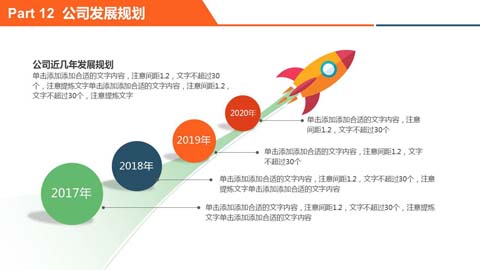 Part 12 公司发展规划
公司近几年发展规划
单击添加添加合适的文字内容，注意间距1.2，文字不超过30
个，注意提炼文字单击添加添加合适的文字内容，注意间距1.2，
文字不超过30个，注意提炼文字
2020年
单击添加添加合适的文字内容，注意
间距1.2，文字不超过30个
2019年
单击添加添加合适的文字内容，注意间距1.2，文字
不超过30个
2018年
单击添加添加合适的文字内容，注意间距1.2，文字不超过30个，注意
提炼文字单击添加添加合适的文字内容
2017年
单击添加添加合适的文字内容，注意间距1.2，文字不超过30个，注意提炼
文字单击添加添加合适的文字内容